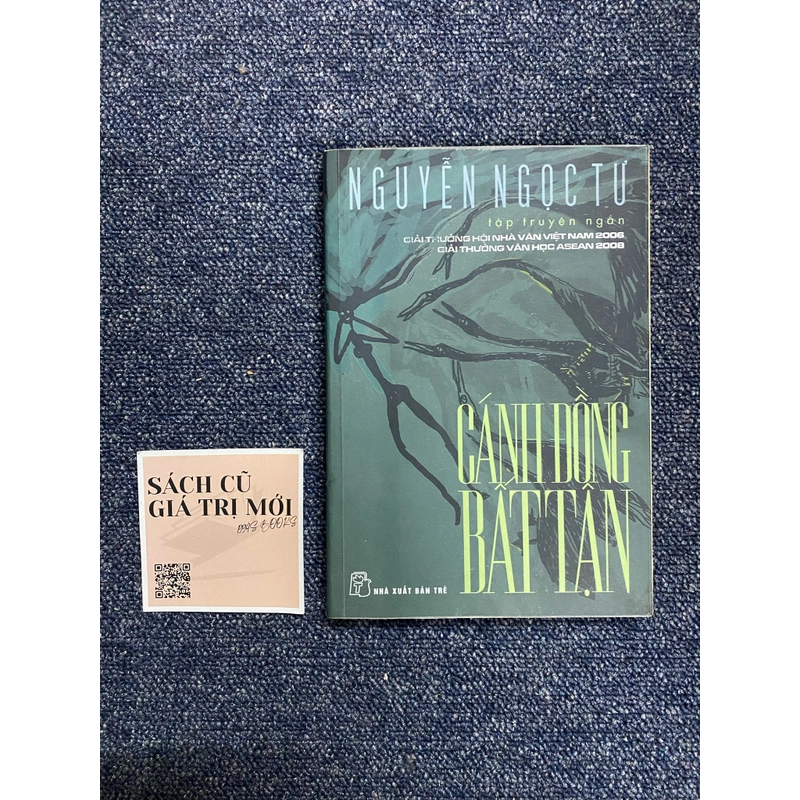 NGUYỄN NGỌC TƯ
tập truyện ngắn
GIẢI THƯỞNG HỘI NHÀ VĂN VIỆT NAM 2006
GIẢI THƯỞNG VĂN HỌC ASEAN 2008
CÁNH ĐỒNG
BẤT TẬN
NHÀ XUẤT BẢN TRẺ
SÁCH CŨ
GIÁ TRỊ MỚI